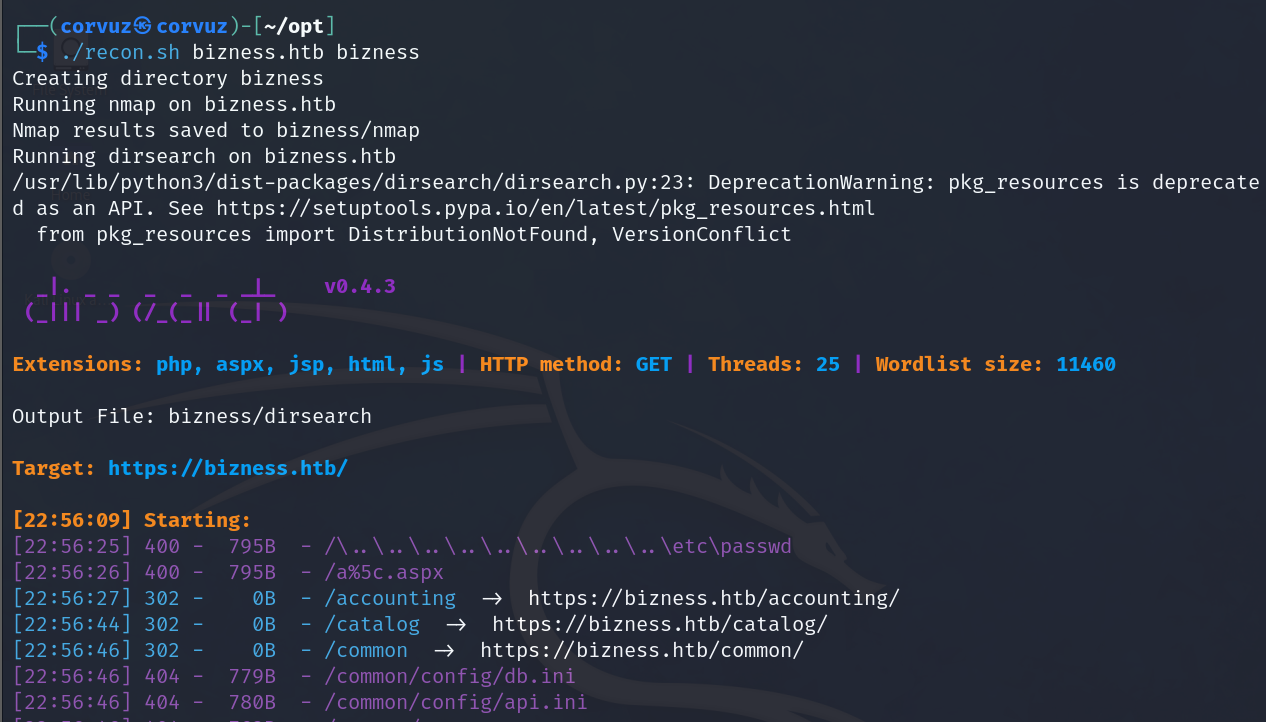 ┌──(corvuz㉿corvuz)-[~/opt]
└─$ ./recon.sh bizness.htb bizness
Creating directory bizness
Running nmap on bizness.htb
Nmap results saved to bizness/nmap
Running dirsearch on bizness.htb
/usr/lib/python3/dist-packages/dirsearch/dirsearch.py:23: DeprecationWarning: pkg_resources is deprecate
d as an API. See https://setuptools.pypa.io/en/latest/pkg_resources.html
  from pkg_resources import DistributionNotFound, VersionConflict
  _|. _ _  _  _  _ _|_    v0.4.3
 (_||| _) (/_(_|| (_| )
Extensions: php, aspx, jsp, html, js | HTTP method: GET | Threads: 25 | Wordlist size: 11460
Output File: bizness/dirsearch
Target: https://bizness.htb/
[22:56:09] Starting:
[22:56:25] 400 -  795B  - /\..\..\..\..\..\..\..\..\..\etc\passwd
[22:56:26] 400 -  795B  - /a%5c.aspx
[22:56:27] 302 -    0B  - /accounting  ->  https://bizness.htb/accounting/
[22:56:44] 302 -    0B  - /catalog  ->  https://bizness.htb/catalog/
[22:56:46] 302 -    0B  - /common  ->  https://bizness.htb/common/
[22:56:46] 404 -  779B  - /common/config/db.ini
[22:56:46] 404 -  780B  - /common/config/api.ini